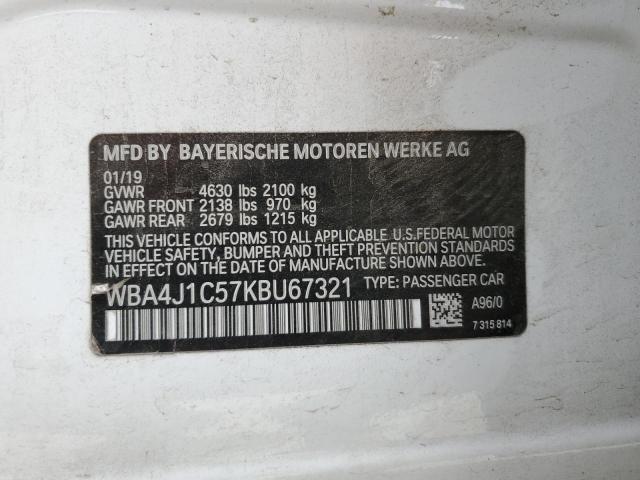 MFD BY BAYERISCHE MOTOREN WERKE AG
01/19
GVWR 4630 lbs 2100 kg
GAWR FRONT 2138 lbs 970 kg
GAWR REAR 2679 lbs 1215 kg
THIS VEHICLE CONFORMS TO ALL APPLICABLE U.S.FEDERAL MOTOR
VEHICLE SAFETY, BUMPER, AND THEFT PREVENTION STANDARDS
IN EFFECT ON THE DATE OF MANUFACTURE SHOWN ABOVE.
WBA4J1C57KBU67321 TYPE: PASSENGER CAR
A96/0
7 315 814